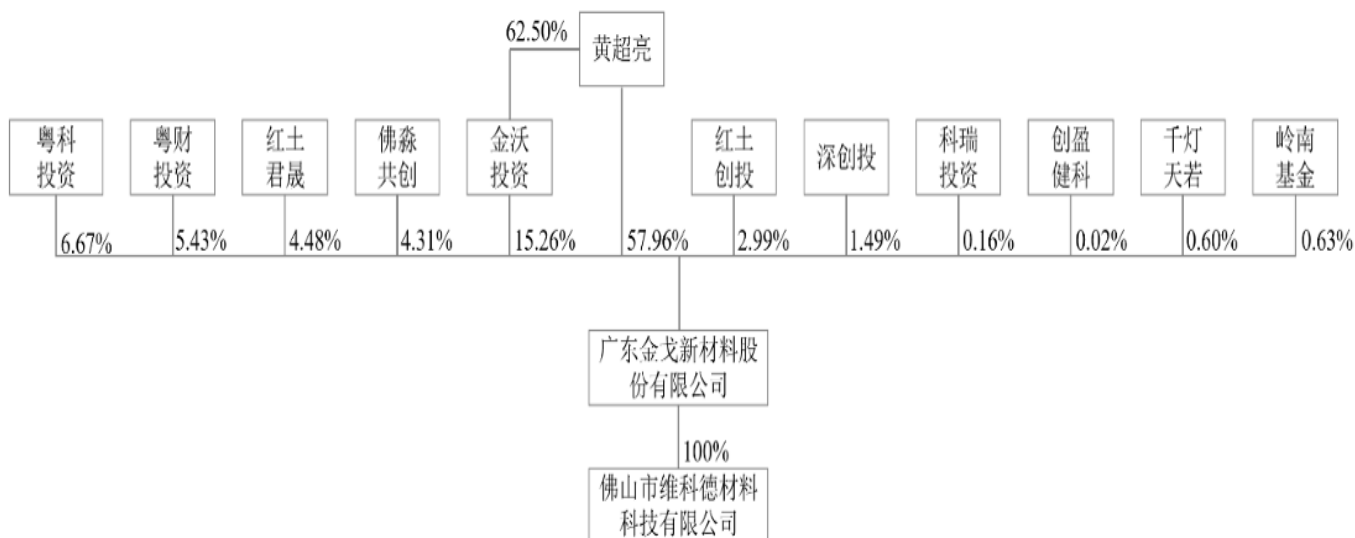 62.50%
黄超亮
粤科
投资
粤财
投资
红土
君晟
佛淼
共创
金沃
投资
红土
创投
深创投
科瑞
投资
创盈
健科
千灯
天若
岭南
基金
6.67%
5.43%
4.48%
4.31%
15.26%
57.96%
2.99%
1.49%
0.16%
0.02%
0.60%
0.63%
广东金戈新材料股
份有限公司
100%
佛山市维科德材料
科技有限公司